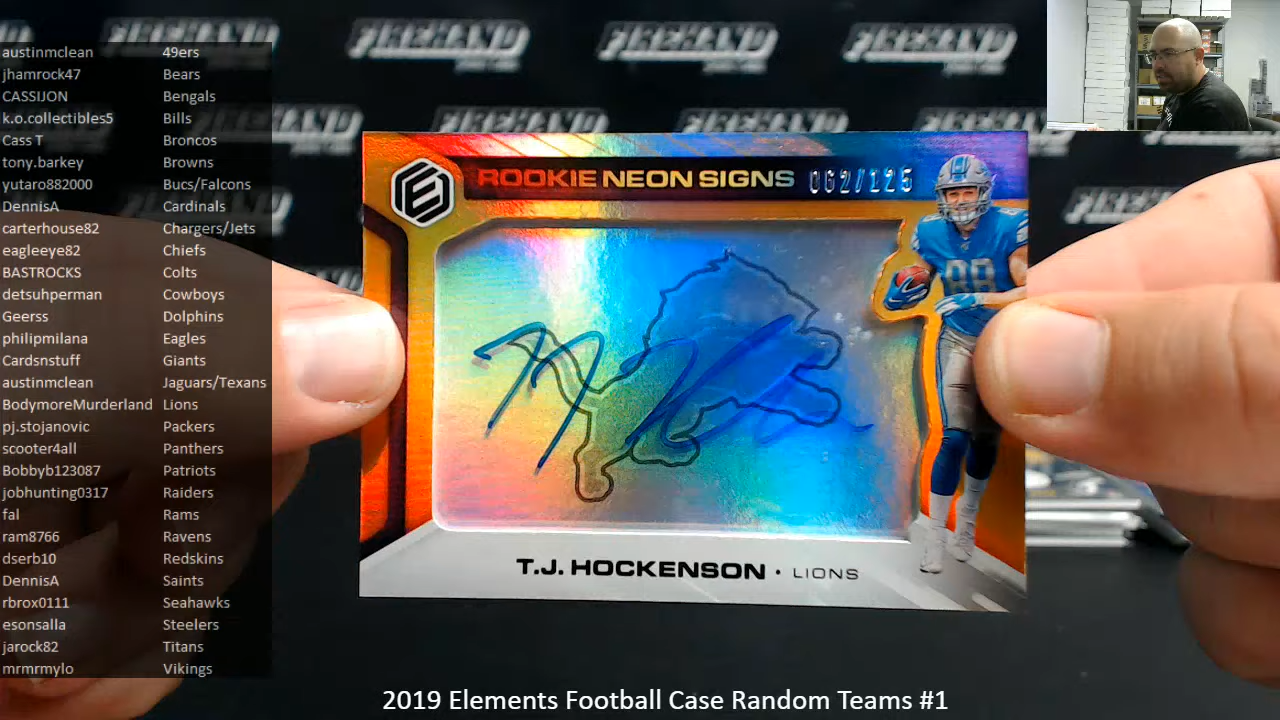 FIREHAND FIREHAND FIREHAND FIREHAND
austinmclean 49ers
jhamrock47 Bears
CASSIJON Bengals
k.o.collectibles5 Bills
Cass T Broncos
tony.barkey Browns
yutaro882000 Bucs/Falcons
DennisA Cardinals
carterhouse82 Chargers/Jets
eagleeye82 Chiefs
BASTROCKS Colts
detsuhperman Cowboys
Geerss Dolphins
philipmilana Eagles
Cardsnstuff Giants
austinmclean Jaguars/Texans
BodymoreMurderland Lions
pj.stojanovic Packers
scooter4all Panthers
Bobbyb123087 Patriots
jobhunting0317 Raiders
fal Rams
ram8766 Ravens
dserb10 Redskins
DennisA Saints
rbrox0111 Seahawks
esonsalla Steelers
jarock82 Titans
mrmrmylo Vikings
ROOKIE NEON SIGNS 062/125
88
T.J. HOCKENSON • LIONS
2019 Elements Football Case Random Teams #1